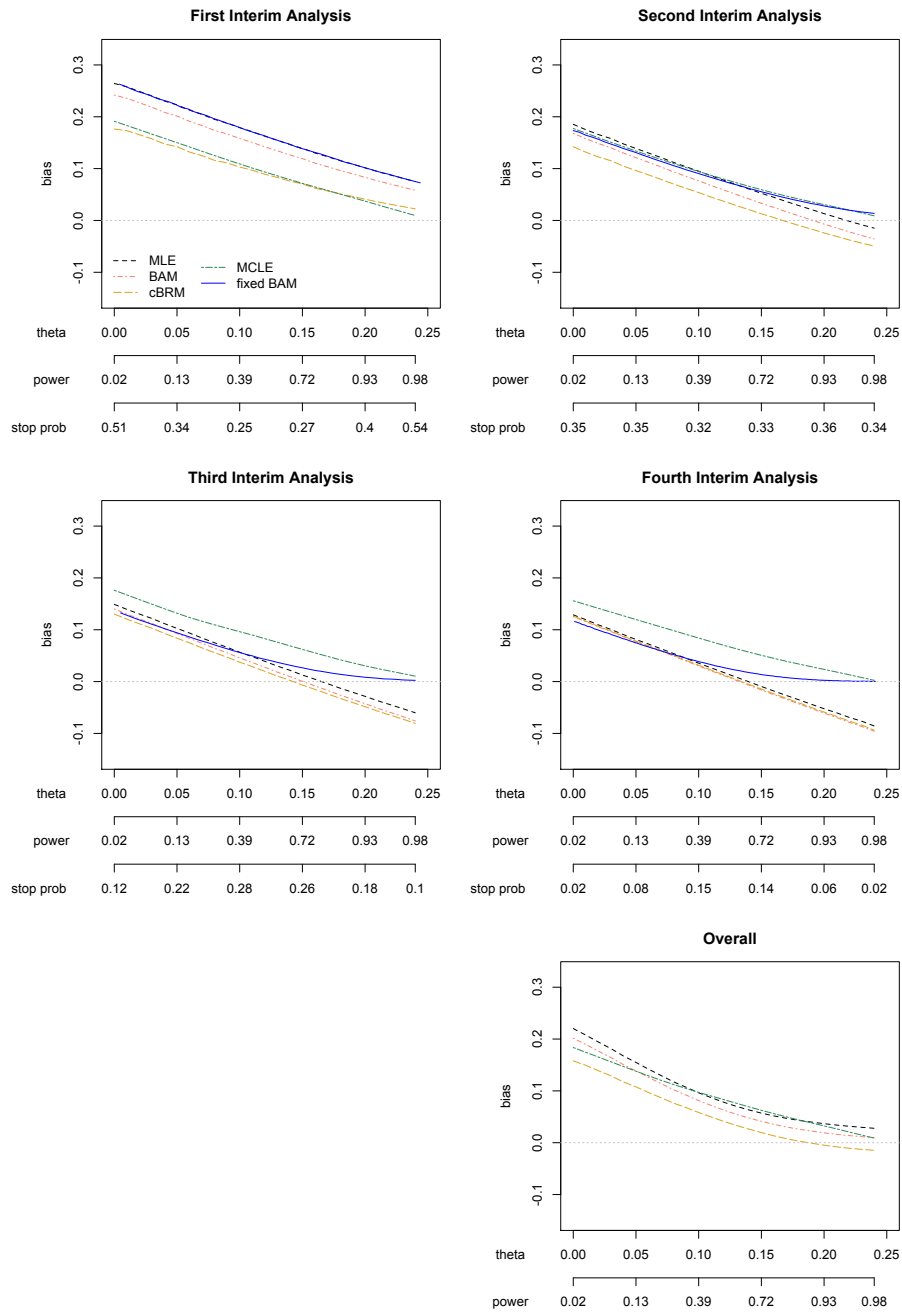 First Interim Analysis
bias
0.3
0.2
0.1
0.0
-0.1
MLE
BAM
cBRM
MCLE
fixed BAM
theta 0.00 0.05 0.10 0.15 0.20 0.25
power 0.02 0.13 0.39 0.72 0.93 0.98
stop prob 0.51 0.34 0.25 0.27 0.4 0.54
Second Interim Analysis
bias
0.3
0.2
0.1
0.0
-0.1
theta 0.00 0.05 0.10 0.15 0.20 0.25
power 0.02 0.13 0.39 0.72 0.93 0.98
stop prob 0.35 0.35 0.32 0.33 0.36 0.34
Third Interim Analysis
bias
0.3
0.2
0.1
0.0
-0.1
theta 0.00 0.05 0.10 0.15 0.20 0.25
power 0.02 0.13 0.39 0.72 0.93 0.98
stop prob 0.12 0.22 0.28 0.26 0.18 0.1
Fourth Interim Analysis
bias
0.3
0.2
0.1
0.0
-0.1
theta 0.00 0.05 0.10 0.15 0.20 0.25
power 0.02 0.13 0.39 0.72 0.93 0.98
stop prob 0.02 0.08 0.15 0.14 0.06 0.02
Overall
bias
0.3
0.2
0.1
0.0
-0.1
theta 0.00 0.05 0.10 0.15 0.20 0.25
power 0.02 0.13 0.39 0.72 0.93 0.98